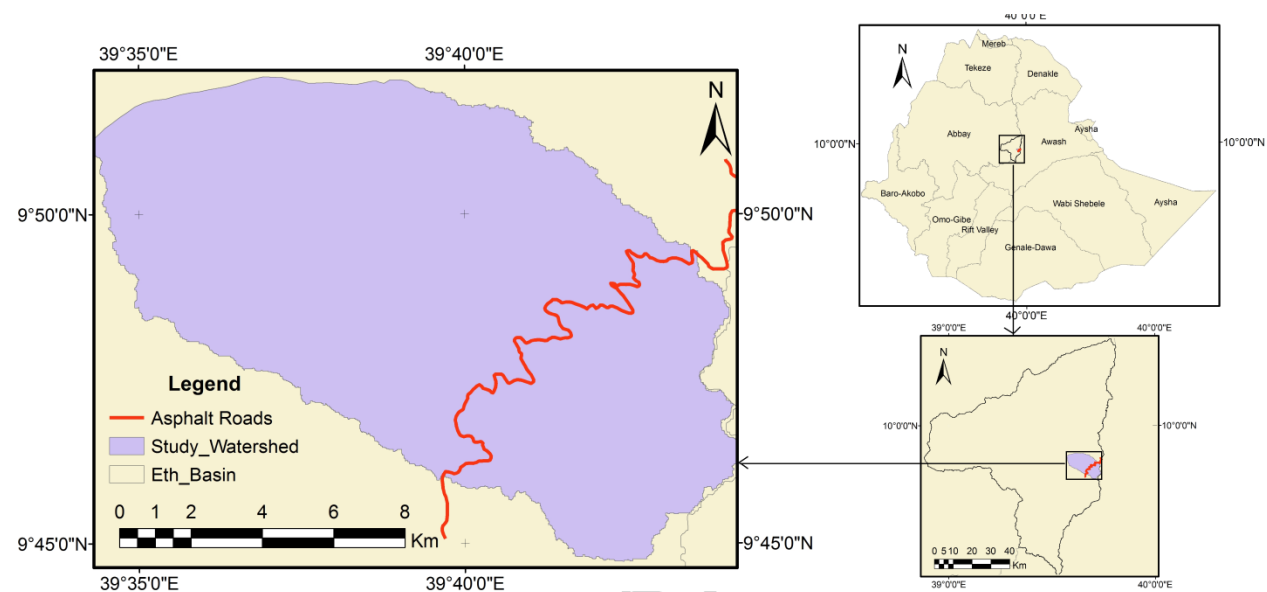 39°35'0"E
39°40'0"E
N
9°50'0"N
9°50'0"N
Legend
Asphalt Roads
Study_Watershed
Eth_Basin
0 1 2 4 6 8
Km
9°45'0"N
9°45'0"N
39°35'0"E
39°40'0"E
40°0'0"E
N
Mereb
Tekeze
Denakle
Abbay
Awash
Aysha
10°0'0"N
10°0'0"N
Baro-Akobo
Omo-Gibe
Rift Valley
Wabi Shebele
Aysha
Genale-Dawa
40°0'0"E
39°0'0"E
40°0'0"E
N
10°0'0"N
10°0'0"N
0 5 10 20 30 40
Km
39°0'0"E
40°0'0"E